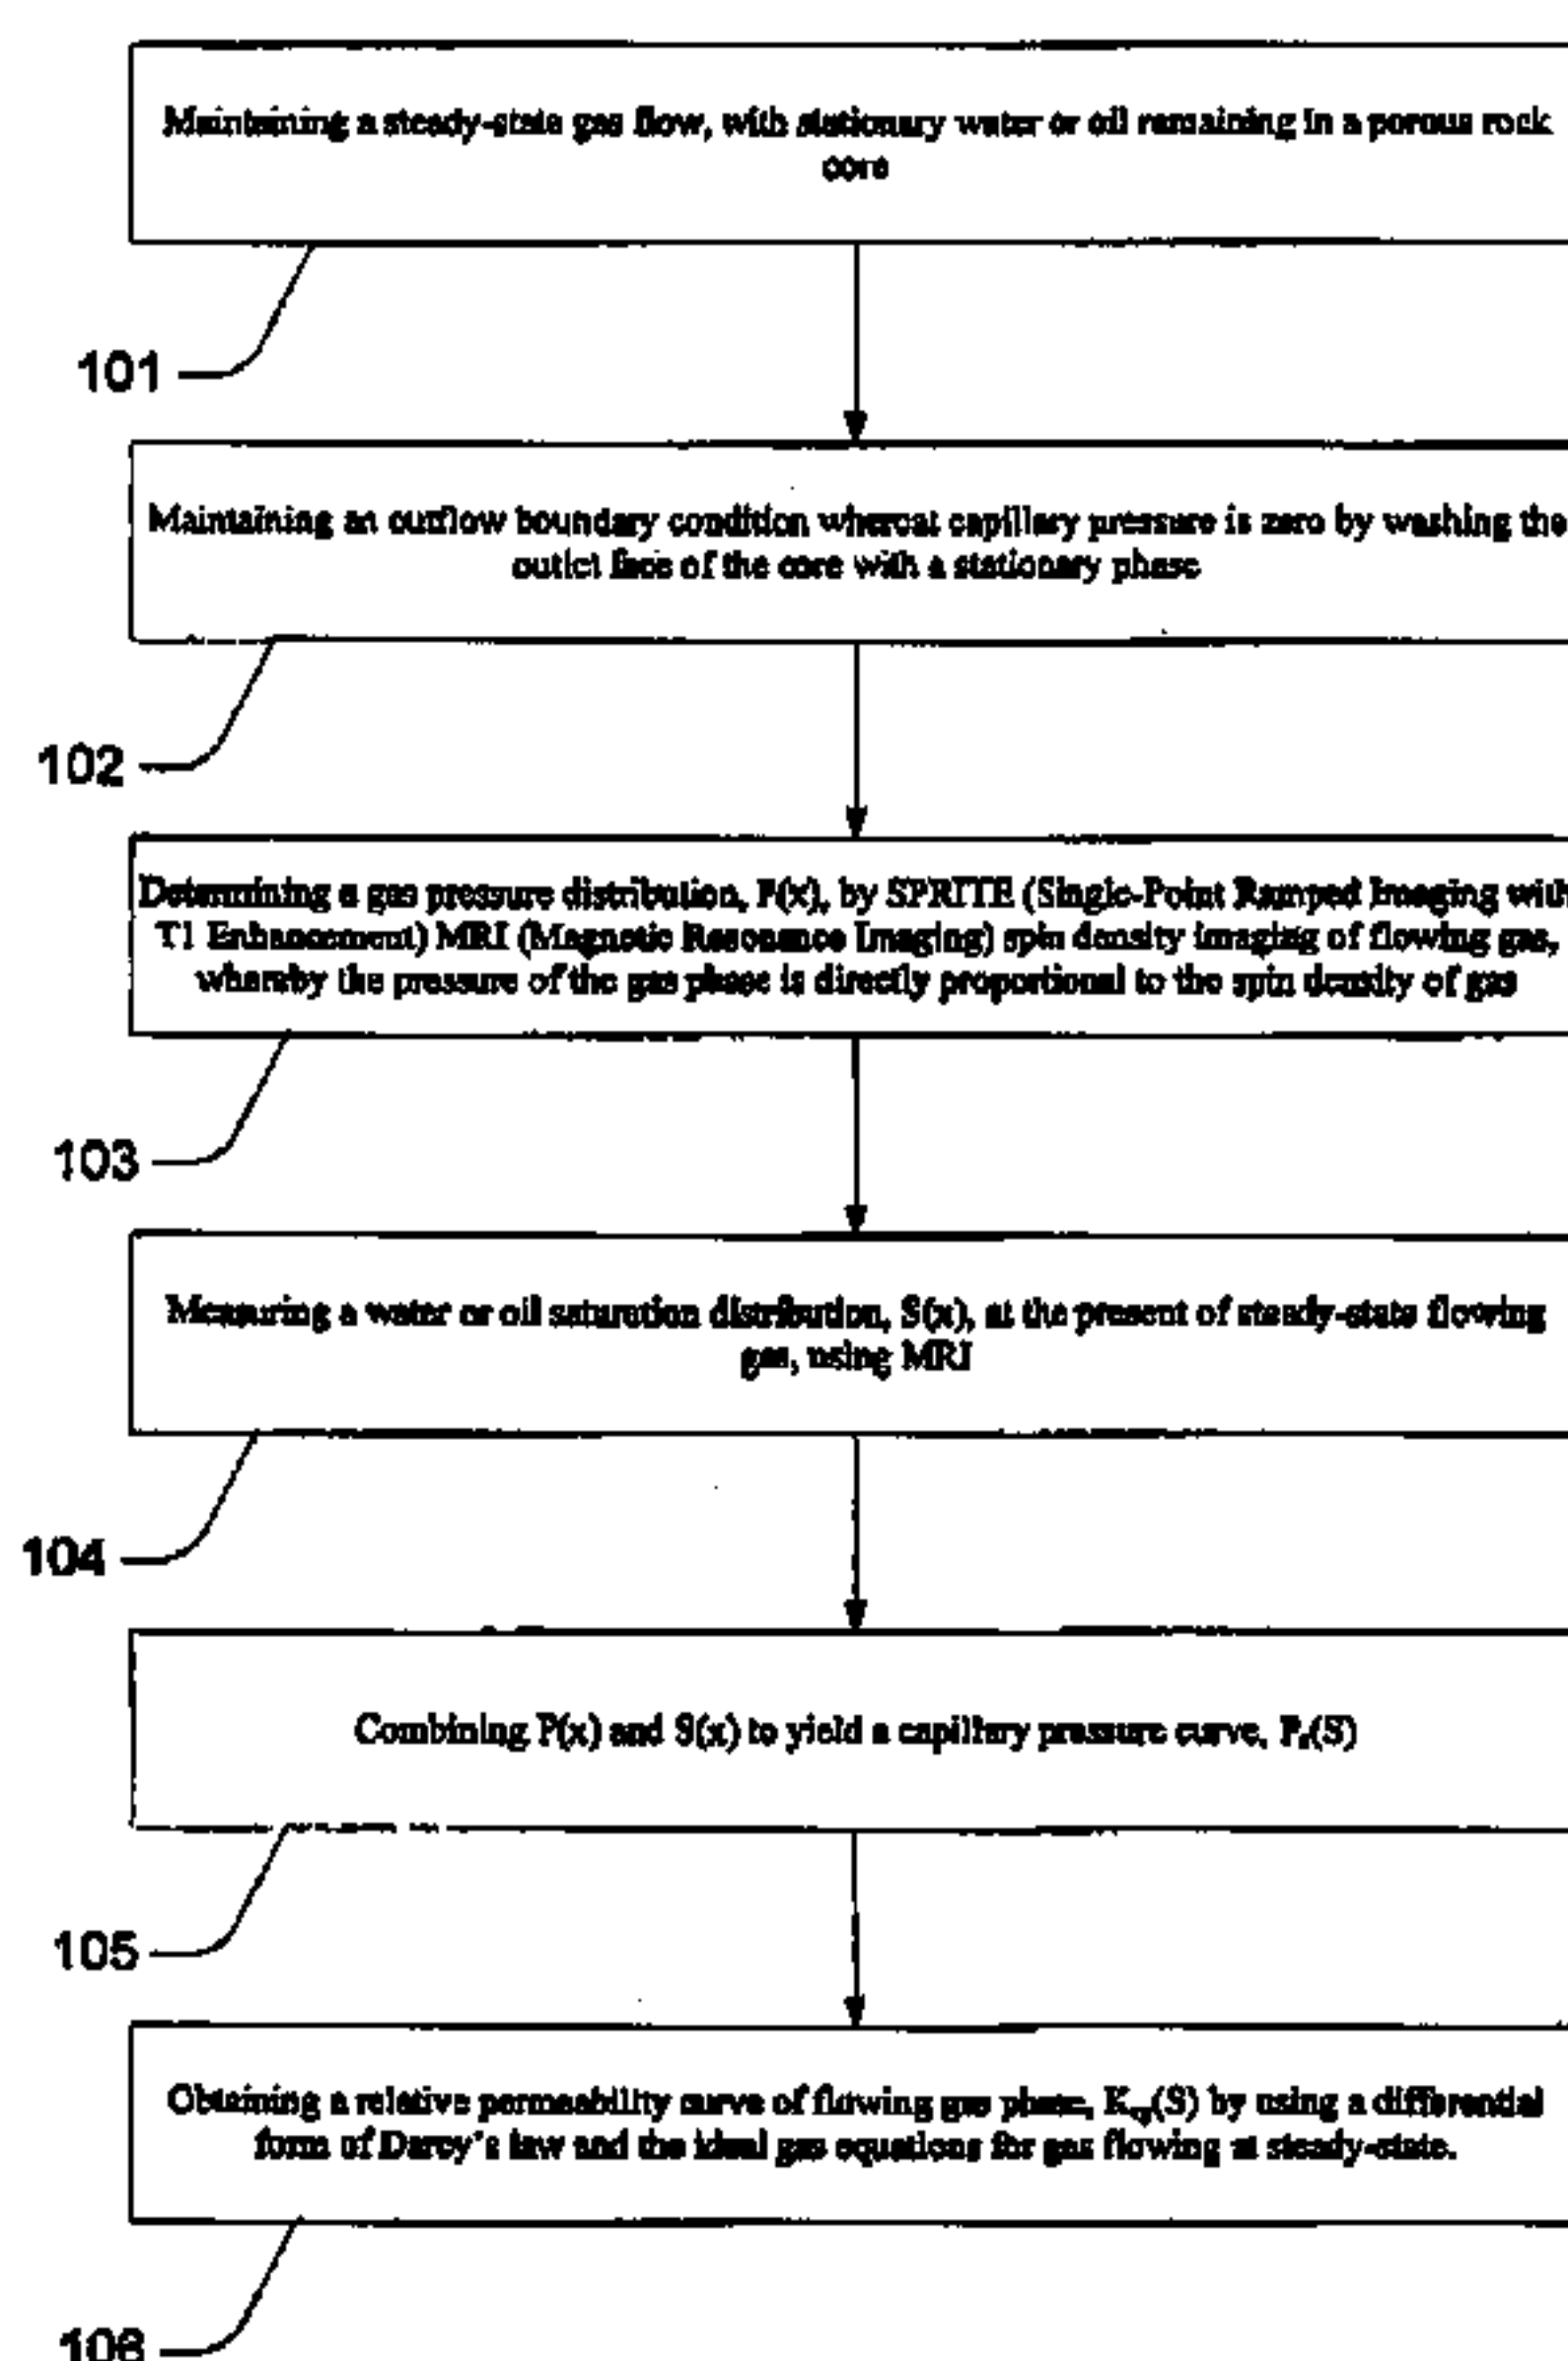 Maintaining a steady-state gas flow, with stationary water or oil remaining in a porous rock
core
101
Maintaining an outflow boundary condition whereat capillary pressure is zero by washing the
outlet face of the core with a stationary phase
102
Determining a gas pressure distribution, P(x), by SPRITE (Single-Point Ramped Imaging with
T1 Enhancement) MRI (Magnetic Resonance Imaging) spin density imaging of flowing gas,
whereby the pressure of the gas phase is directly proportional to the spin density of gas
103
Measuring a water or oil saturation distribution, S(x), at the present of steady-state flowing
gas, using MRI
104
Combining P(x) and S(x) to yield a capillary pressure curve, Pc(S)
105
Obtaining a relative permeability curve of flowing gas phase, by using a differential
form of Darcy's law and the ideal gas equations for gas flowing at steady-state.
106